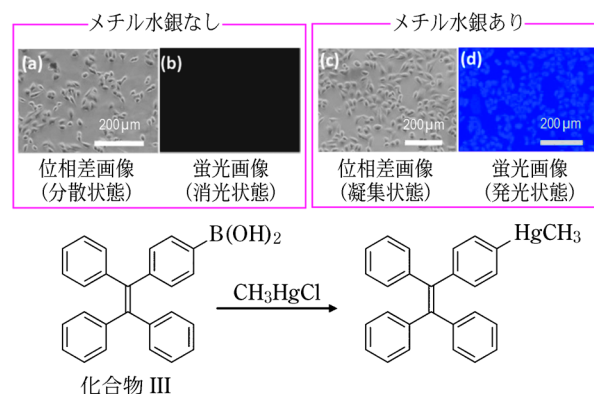 メチル水銀なし
メチル水銀あり
(a)
(b)
(c)
(d)
200 µm
200 µm
200 µm
位相差画像
(分散状態)
蛍光画像
(消光状態)
位相差画像
(凝集状態)
蛍光画像
(発光状態)
B(OH)₂
CH₃HgCl
HgCH₃
化合物 III